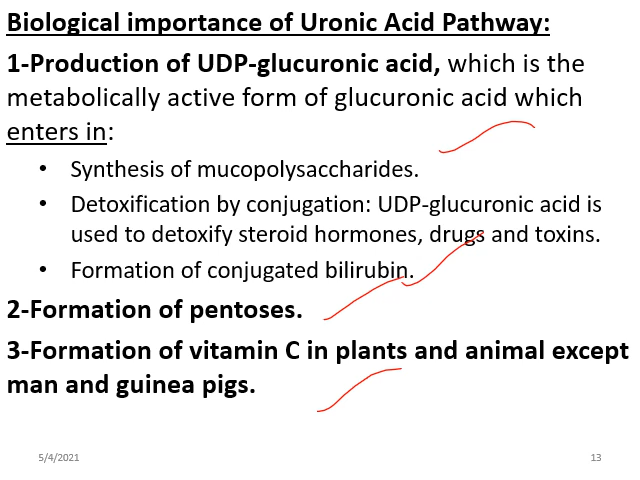 Biological importance of Uronic Acid Pathway:
1-Production of UDP-glucuronic acid, which is the
metabolically active form of glucuronic acid which
enters in:
• Synthesis of mucopolysaccharides.
• Detoxification by conjugation: UDP-glucuronic acid is
used to detoxify steroid hormones, drugs and toxins.
• Formation of conjugated bilirubin.
2-Formation of pentoses.
3-Formation of vitamin C in plants and animal except
man and guinea pigs.
5/4/2021
13